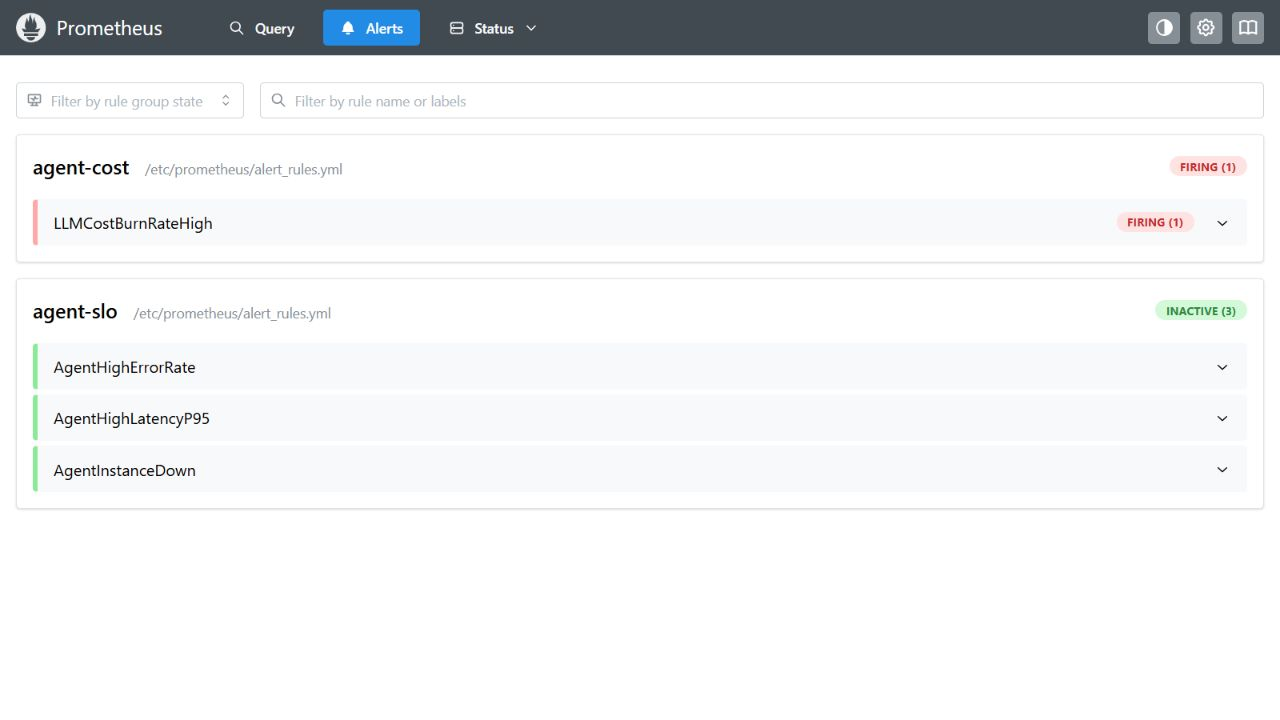 Prometheus Query Alerts Status
Filter by rule group state Filter by rule name or labels
agent-cost /etc/prometheus/alert_rules.yml FIRING (1)
LLMCostBurnRateHigh FIRING (1)
agent-slo /etc/prometheus/alert_rules.yml INACTIVE (3)
AgentHighErrorRate
AgentHighLatencyP95
AgentInstanceDown